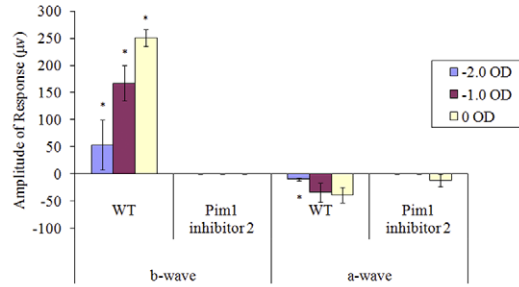 Amplitude of Response (µv)
300
250
200
150
100
50
0
-50
-100
*
*
*
*
-2.0 OD
-1.0 OD
0 OD
WT
Pim1
inhibitor 2
WT
Pim1
inhibitor 2
b-wave
a-wave